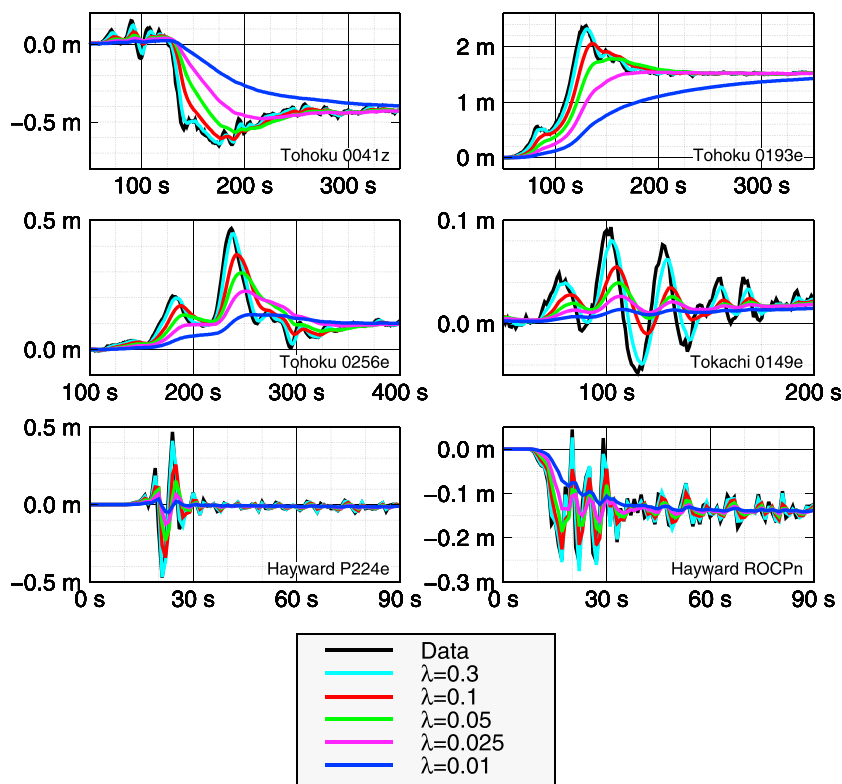 0.0 m
−0.5 m
Tohoku 0041z
100 s 200 s 300 s
2 m
1 m
0 m
Tohoku 0193e
100 s 200 s 300 s
0.5 m
0.0 m
Tohoku 0256e
100 s 200 s 300 s 400 s
0.1 m
0.0 m
Tokachi 0149e
100 s 200 s
0.5 m
0.0 m
−0.5 m
Hayward P224e
0 s 30 s 60 s 90 s
0.0 m
−0.1 m
−0.2 m
−0.3 m
Hayward ROCPn
0 s 30 s 60 s 90 s
Data
λ=0.3
λ=0.1
λ=0.05
λ=0.025
λ=0.01